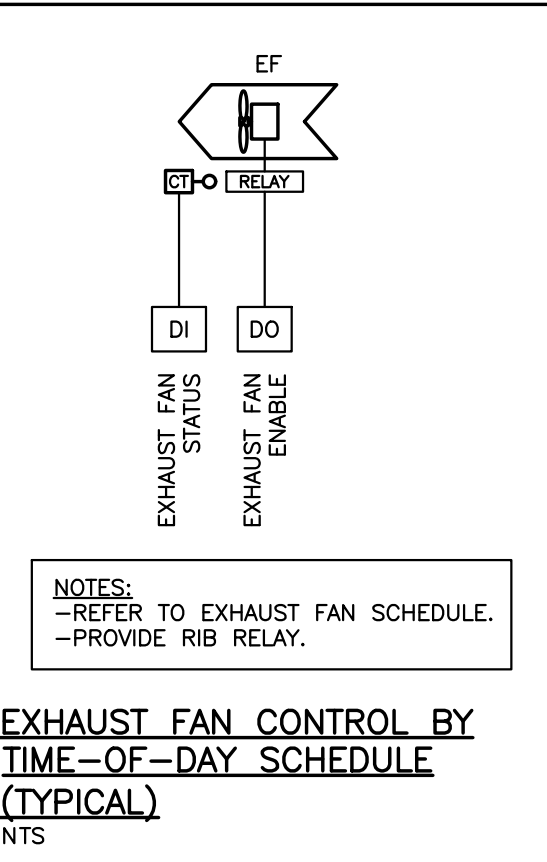 EF
CT
RELAY
DI
DO
EXHAUST FAN
STATUS
EXHAUST FAN
ENABLE
NOTES:
-REFER TO EXHAUST FAN SCHEDULE.
-PROVIDE RIB RELAY.
EXHAUST FAN CONTROL BY
TIME-OF-DAY SCHEDULE
(TYPICAL)
NTS